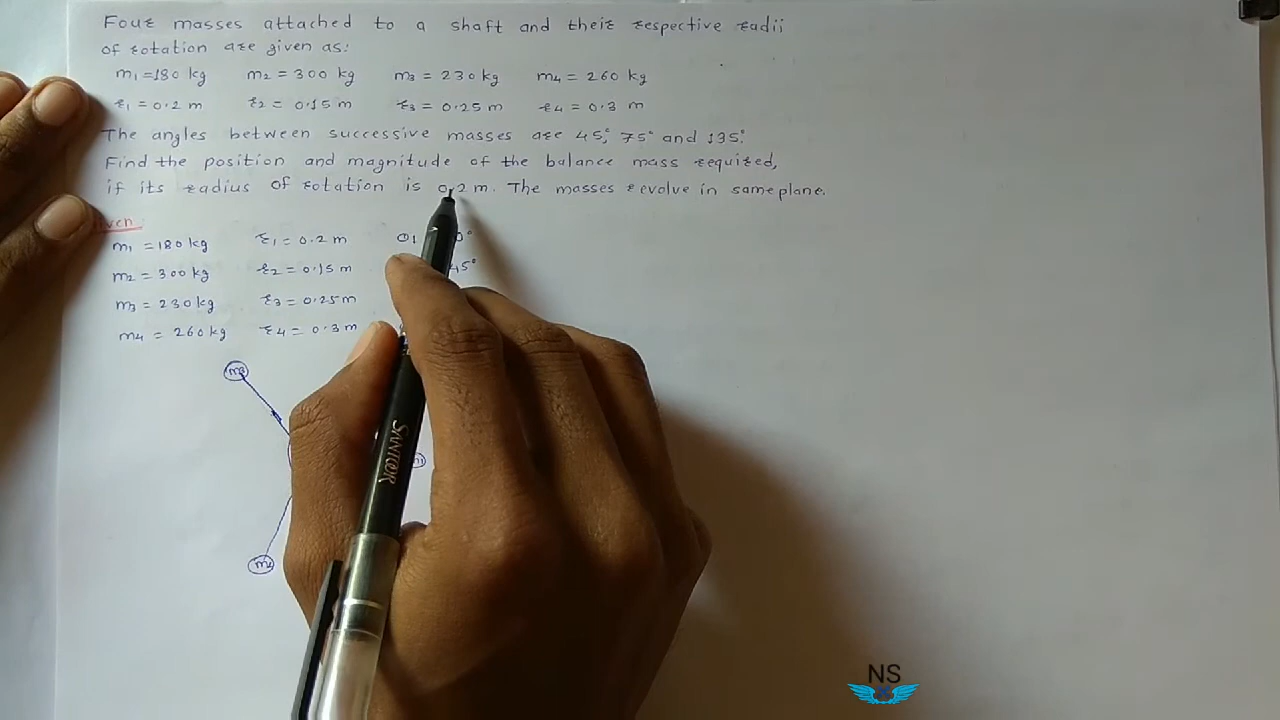 Four masses attached to a shaft and their respective radii
of rotation are given as:
m1 = 180 kg m2 = 300 kg m3 = 230 kg m4 = 260 kg
r1 = 0.2 m r2 = 0.15 m r3 = 0.25 m r4 = 0.3 m
The angles between successive masses are 45°, 75° and 135°.
Find the position and magnitude of the balance mass required,
if its radius of rotation is 0.2 m. The masses revolve in same plane.
m1 = 180 kg r1 = 0.2 m θ1 0°
m2 = 300 kg r2 = 0.15 m 45°
m3 = 230 kg r3 = 0.25 m
m4 = 260 kg r4 = 0.3 m
m3
m4
SANTOOR
NS